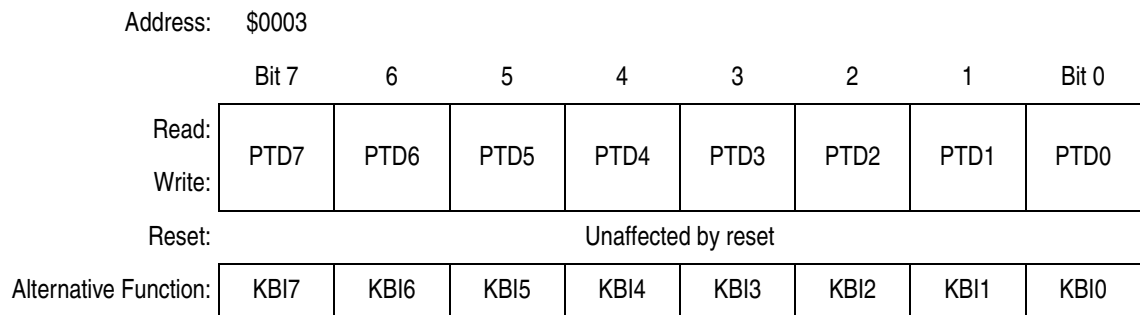 Address: $0003
Bit 7 6 5 4 3 2 1 Bit 0
Read:
PTD7 PTD6 PTD5 PTD4 PTD3 PTD2 PTD1 PTD0
Write:
Reset: Unaffected by reset
Alternative Function: KBI7 KBI6 KBI5 KBI4 KBI3 KBI2 KBI1 KBI0